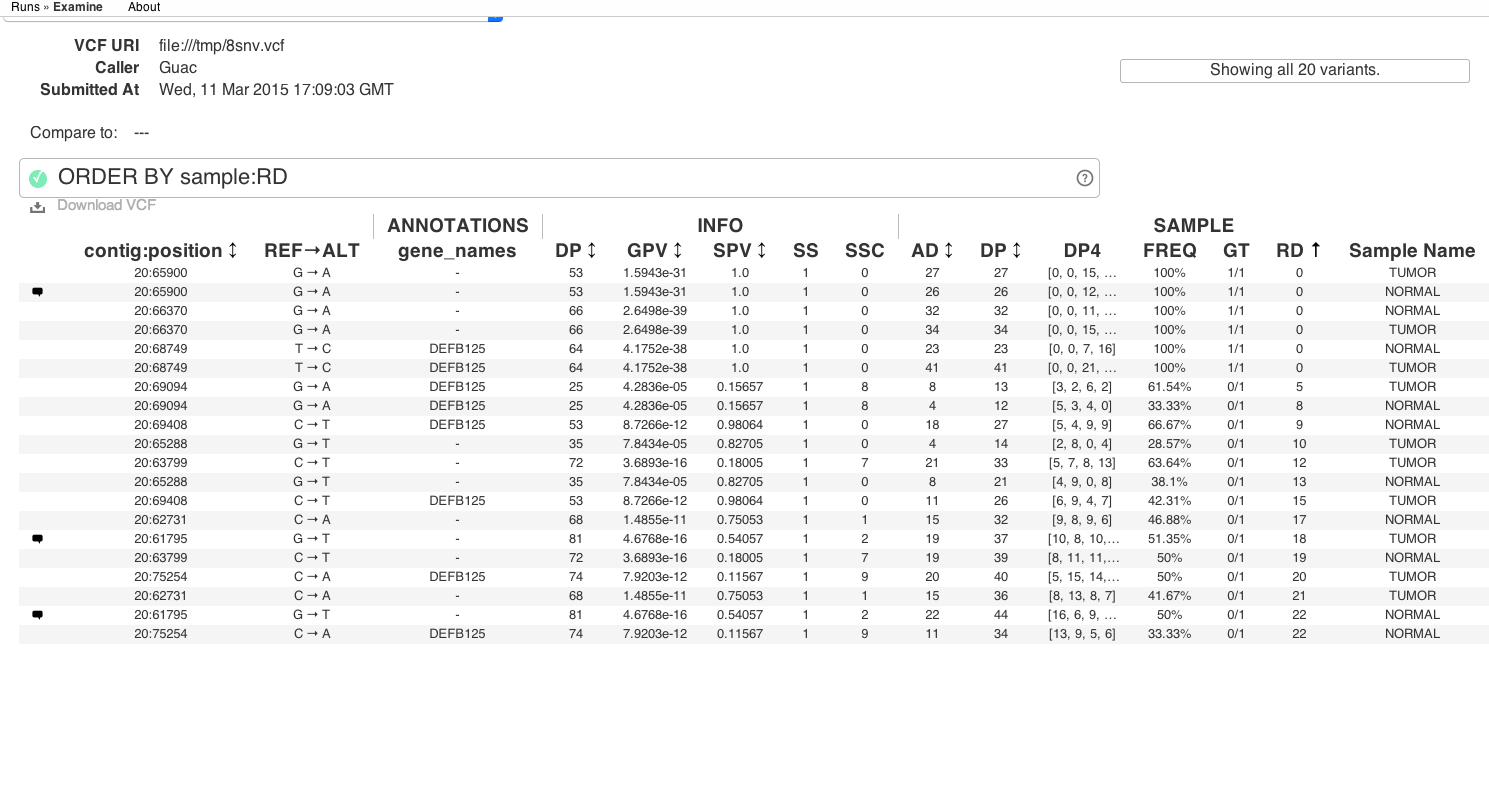 Runs » Examine About
VCF URI file:///tmp/8snv.vcf
Caller Guac
Submitted At Wed, 11 Mar 2015 17:09:03 GMT
Showing all 20 variants.
Compare to: ---
ORDER BY sample:RD ?
Download VCF
ANNOTATIONS INFO SAMPLE
contig:position ↕ REF→ALT gene_names DP ↕ GPV ↕ SPV ↕ SS SSC AD ↕ DP ↕ DP4 FREQ GT RD ↑ Sample Name
20:65900 G → A - 53 1.5943e-31 1.0 1 0 27 27 [0, 0, 15, … 100% 1/1 0 TUMOR
20:65900 G → A - 53 1.5943e-31 1.0 1 0 26 26 [0, 0, 12, … 100% 1/1 0 NORMAL
20:66370 G → A - 66 2.6498e-39 1.0 1 0 32 32 [0, 0, 11, … 100% 1/1 0 NORMAL
20:66370 G → A - 66 2.6498e-39 1.0 1 0 34 34 [0, 0, 15, … 100% 1/1 0 TUMOR
20:68749 T → C DEFB125 64 4.1752e-38 1.0 1 0 23 23 [0, 0, 7, 16] 100% 1/1 0 NORMAL
20:68749 T → C DEFB125 64 4.1752e-38 1.0 1 0 41 41 [0, 0, 21, … 100% 1/1 0 TUMOR
20:69094 G → A DEFB125 25 4.2836e-05 0.15657 1 8 8 13 [3, 2, 6, 2] 61.54% 0/1 5 TUMOR
20:69094 G → A DEFB125 25 4.2836e-05 0.15657 1 8 4 12 [5, 3, 4, 0] 33.33% 0/1 8 NORMAL
20:69408 C → T DEFB125 53 8.7266e-12 0.98064 1 0 18 27 [5, 4, 9, 9] 66.67% 0/1 9 NORMAL
20:65288 G → T - 35 7.8434e-05 0.82705 1 0 4 14 [2, 8, 0, 4] 28.57% 0/1 10 TUMOR
20:63799 C → T - 72 3.6893e-16 0.18005 1 7 21 33 [5, 7, 8, 13] 63.64% 0/1 12 TUMOR
20:65288 G → T - 35 7.8434e-05 0.82705 1 0 8 21 [4, 9, 0, 8] 38.1% 0/1 13 NORMAL
20:69408 C → T DEFB125 53 8.7266e-12 0.98064 1 0 11 26 [6, 9, 4, 7] 42.31% 0/1 15 TUMOR
20:62731 C → A - 68 1.4855e-11 0.75053 1 1 15 32 [9, 8, 9, 6] 46.88% 0/1 17 NORMAL
20:61795 G → T - 81 4.6768e-16 0.54057 1 2 19 37 [10, 8, 10,… 51.35% 0/1 18 TUMOR
20:63799 C → T - 72 3.6893e-16 0.18005 1 7 19 39 [8, 11, 11,… 50% 0/1 19 NORMAL
20:75254 C → A DEFB125 74 7.9203e-12 0.11567 1 9 20 40 [5, 15, 14,… 50% 0/1 20 TUMOR
20:62731 C → A - 68 1.4855e-11 0.75053 1 1 15 36 [8, 13, 8, 7] 41.67% 0/1 21 TUMOR
20:61795 G → T - 81 4.6768e-16 0.54057 1 2 22 44 [16, 6, 9, … 50% 0/1 22 NORMAL
20:75254 C → A DEFB125 74 7.9203e-12 0.11567 1 9 11 34 [13, 9, 5, 6] 33.33% 0/1 22 NORMAL